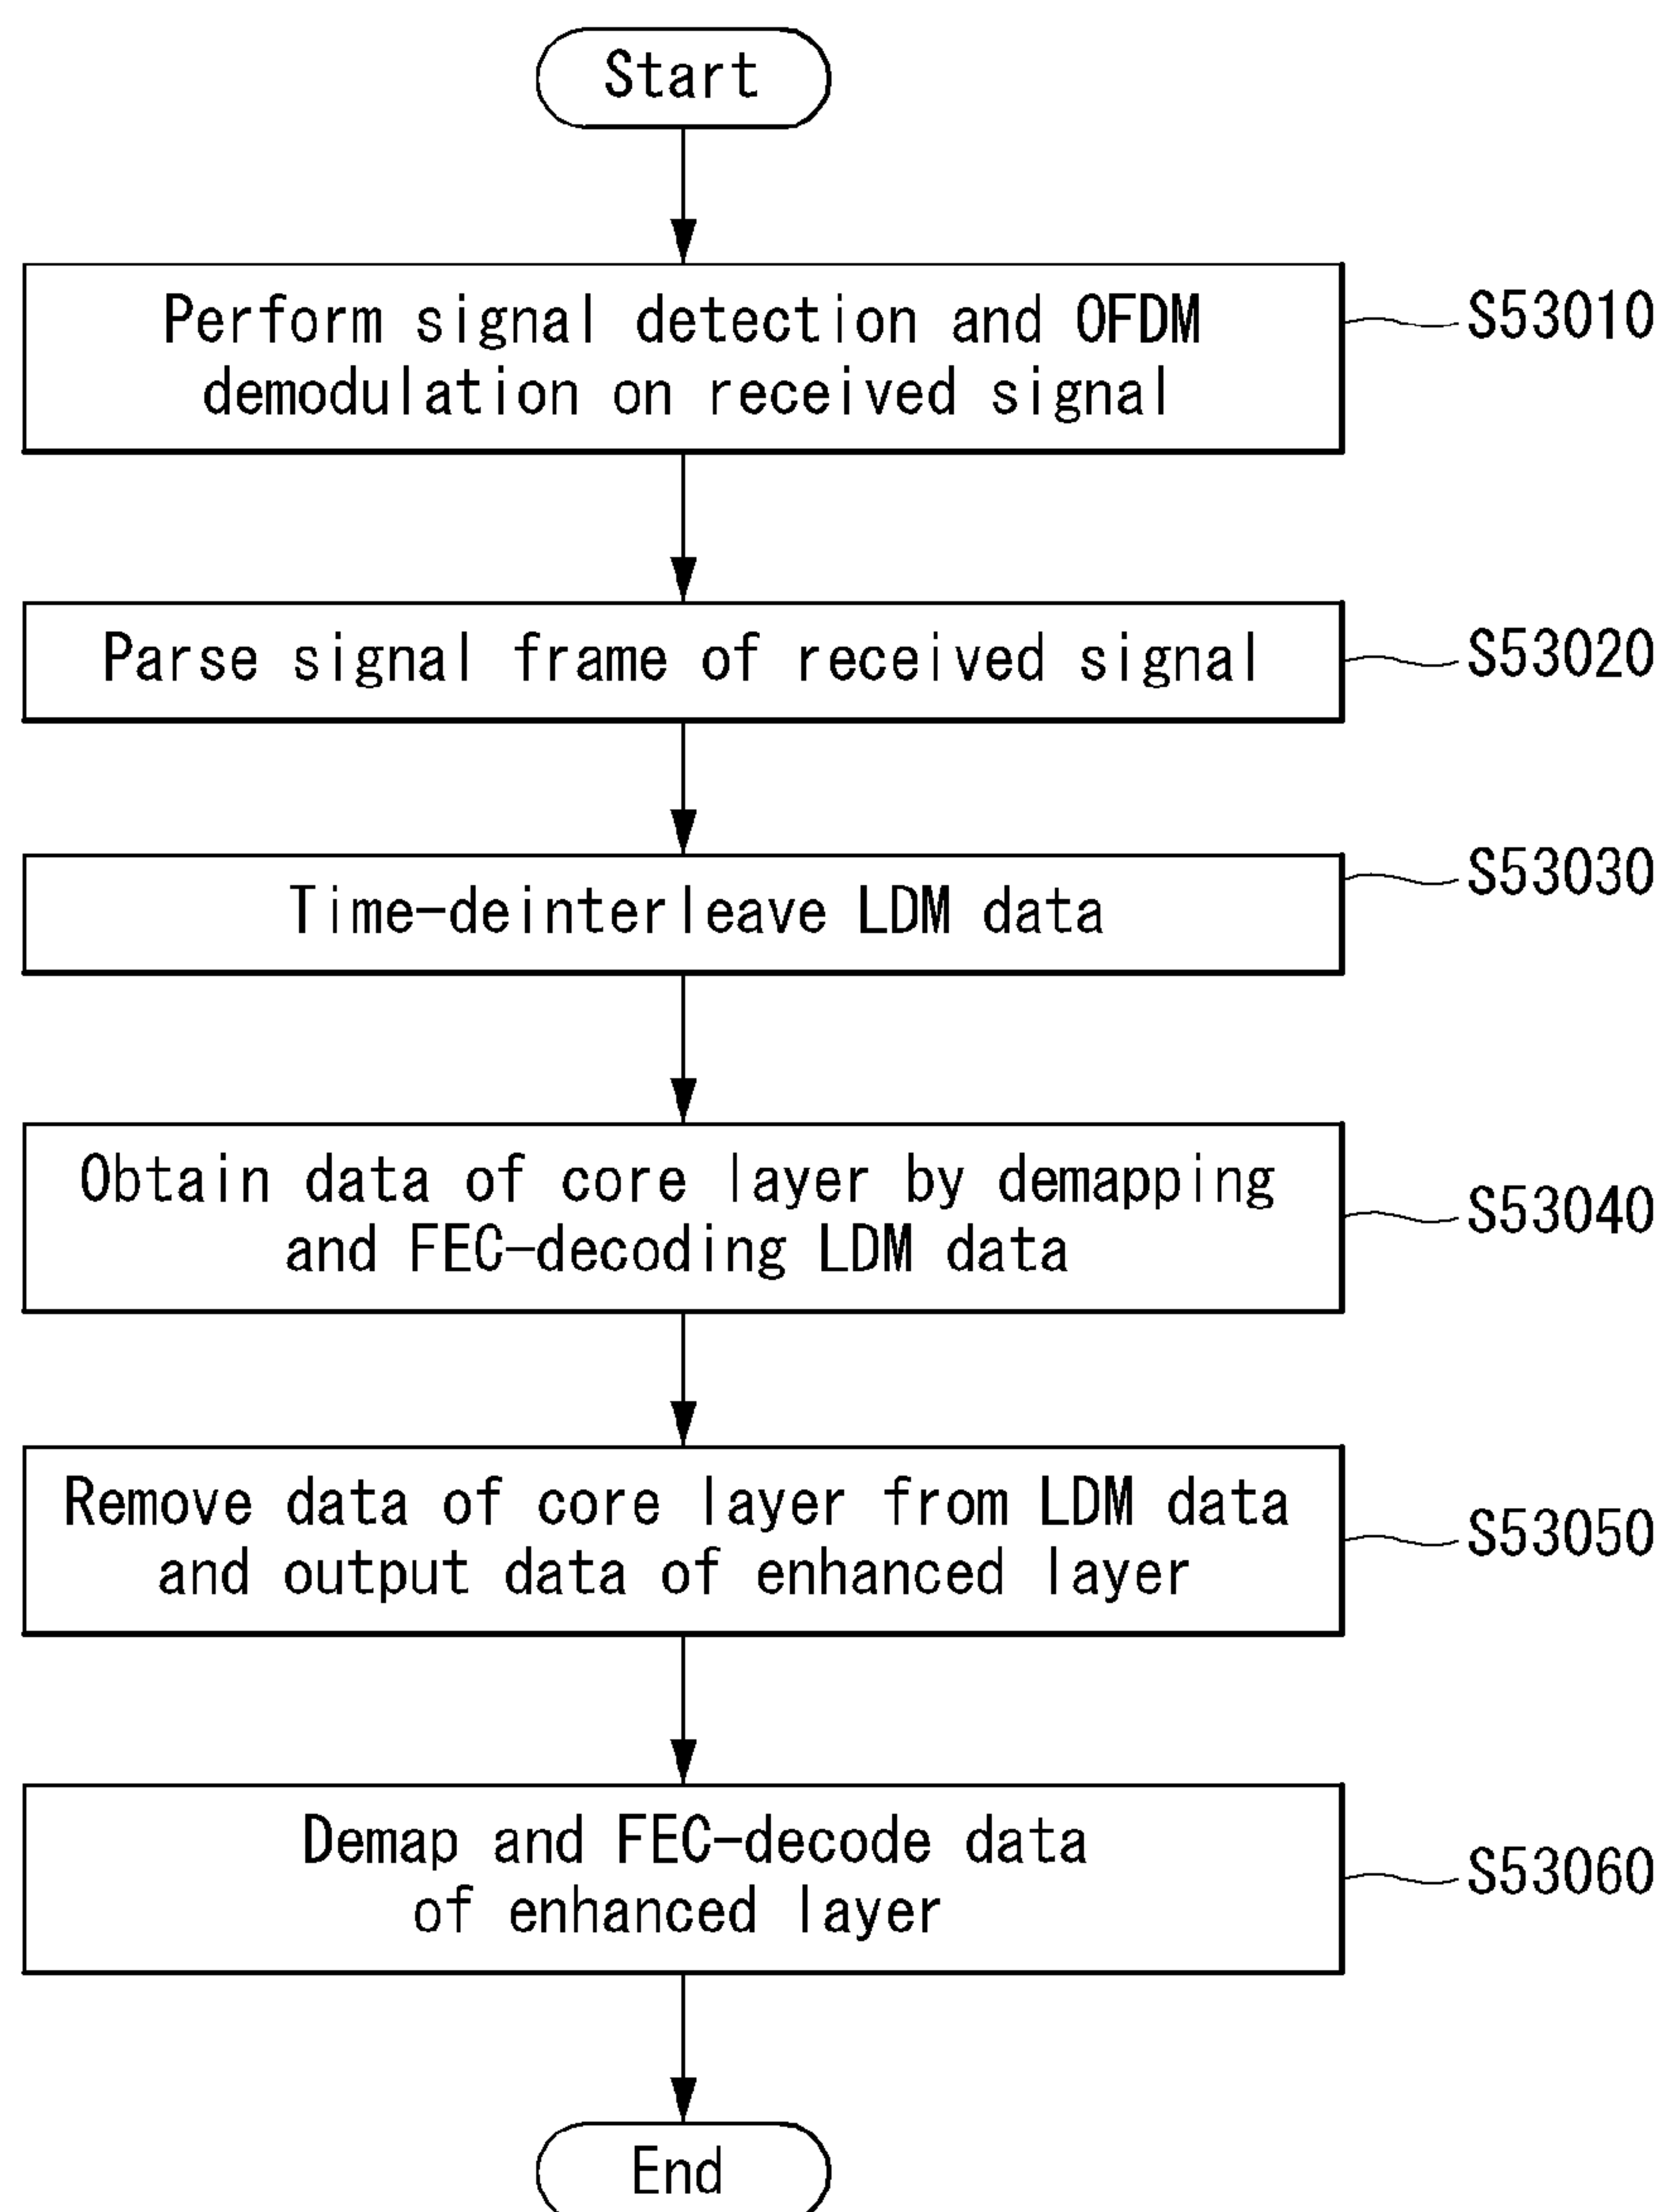 Start
Perform signal detection and OFDM
demodulation on received signal
S53010
Parse signal frame of received signal
S53020
Time-deinterleave LDM data
S53030
Obtain data of core layer by demapping
and FEC-decoding LDM data
S53040
Remove data of core layer from LDM data
and output data of enhanced layer
S53050
Demap and FEC-decode data
of enhanced layer
S53060
End